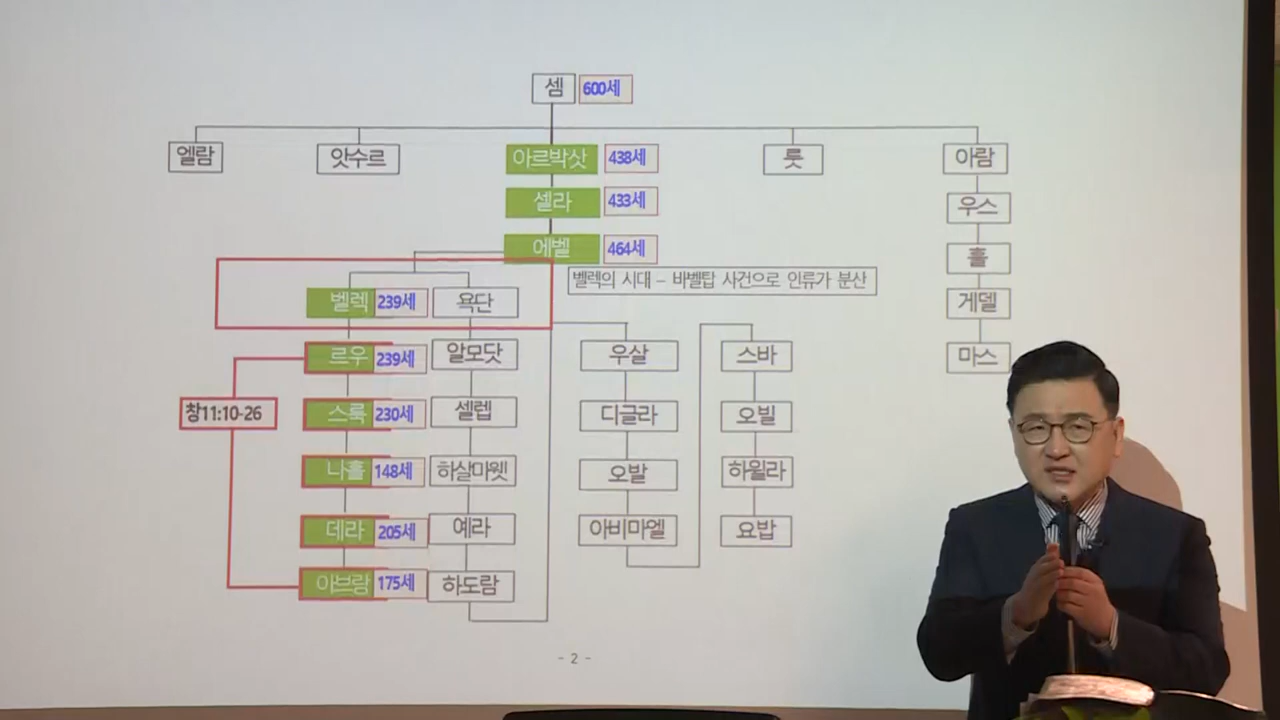 셈 600세
엘람 앗수르 아르박삿 438세 룻 아람
셀라 433세 우스
에벨 464세 훌
벨렉의 시대 – 바벨탑 사건으로 인류가 분산
벨렉 239세 욕단 게델
르우 239세 알모닷 우살 스바 마스
창11:10-26 스룩 230세 셀렙 디글라 오빌
나홀 148세 하살마웻 오발 하윌라
데라 205세 예라 아비마엘 요밥
아브람 175세 하도람
- 2 -